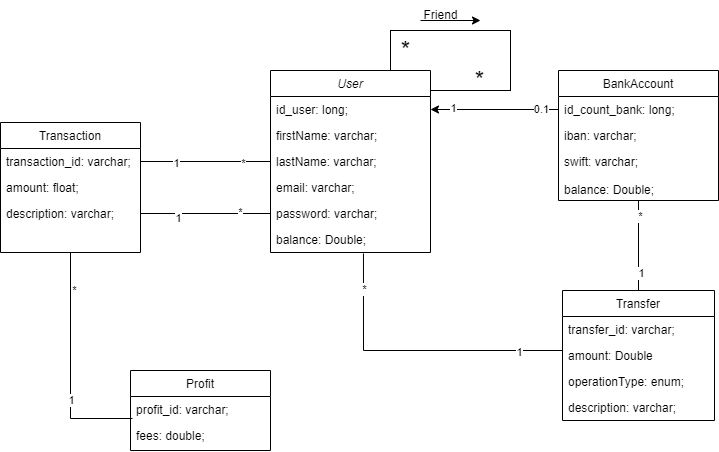 Friend
*
*
User
id_user: long;
firstName: varchar;
lastName: varchar;
email: varchar;
password: varchar;
balance: Double;
BankAccount
id_count_bank: long;
iban: varchar;
swift: varchar;
balance: Double;
1
0.1
Transaction
transaction_id: varchar;
amount: float;
description: varchar;
1
*
1
*
*
1
*
1
*
1
Transfer
transfer_id: varchar;
amount: Double
operationType: enum;
description: varchar;
Profit
profit_id: varchar;
fees: double;